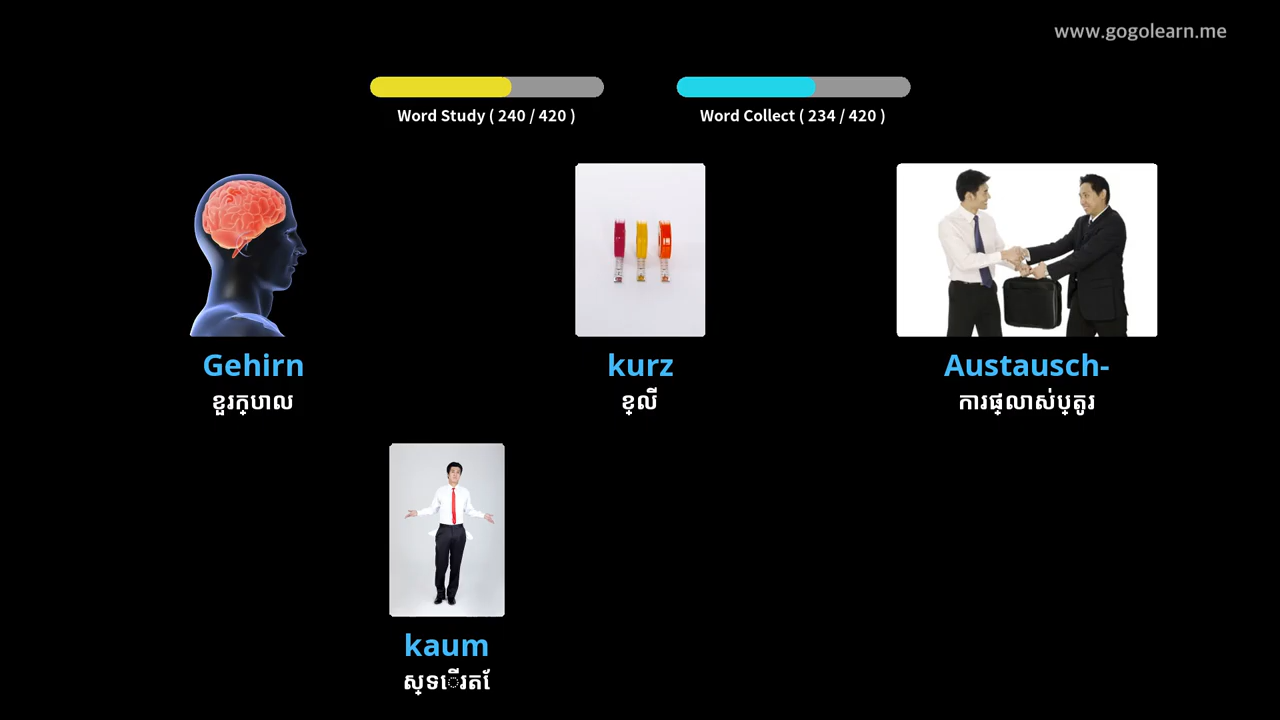 www.gogolearn.me
Word Study ( 240 / 420 )
Word Collect ( 234 / 420 )
Gehirn
ខួរក្បាល
kurz
ខ្លី
Austausch-
ការផ្លាស់ប្តូរ
kaum
ស្ទើរតែ